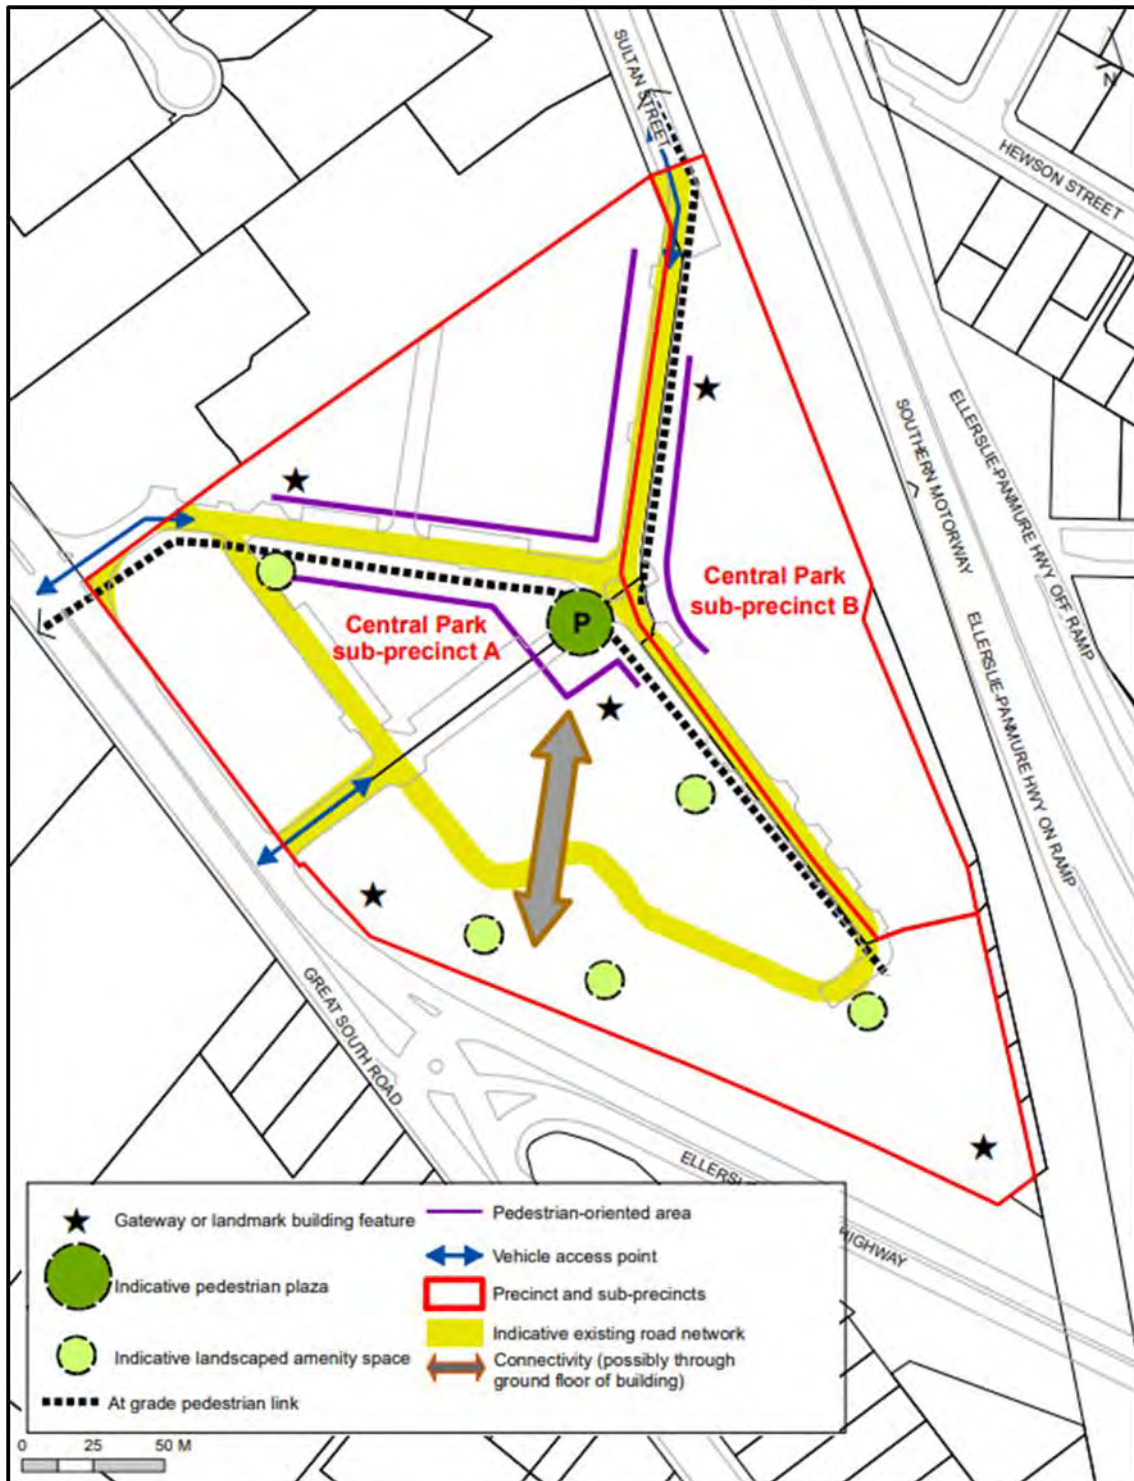 SULTAN STREET
N
HEWSON STREET
SOUTHERN MOTORWAY
ELLERSLIE-PANMURE HWY OFF RAMP
Central Park
sub-precinct B
Central Park
sub-precinct A
P
ELLERSLIE-PANMURE HWY ON RAMP
GREAT SOUTH ROAD
HIGHWAY
Gateway or landmark building feature
Indicative pedestrian plaza
Indicative landscaped amenity space
At grade pedestrian link
Pedestrian-oriented area
Vehicle access point
Precinct and sub-precincts
Indicative existing road network
Connectivity (possibly through
ground floor of building)
0 25 50 M